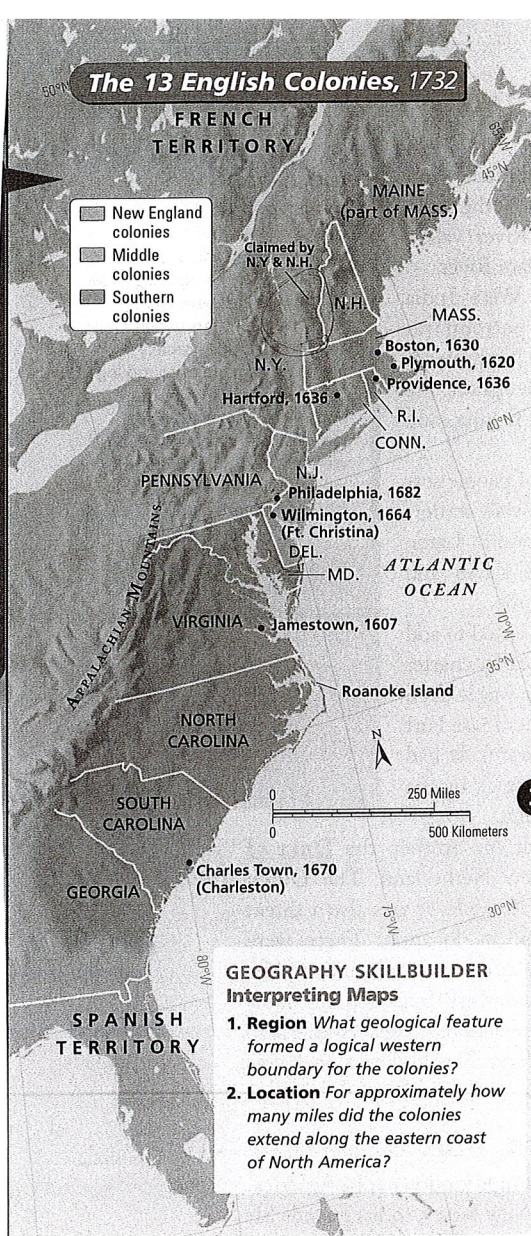 The 13 English Colonies, 1732
50°N
FRENCH
TERRITORY
65°W
45°N
MAINE
(part of MASS.)
New England
colonies
Middle
colonies
Southern
colonies
Claimed by
N.Y & N.H.
N.H.
MASS.
Boston, 1630
Plymouth, 1620
N.Y.
Providence, 1636
Hartford, 1636
R.I.
40°N
CONN.
N.J.
PENNSYLVANIA
Philadelphia, 1682
Wilmington, 1664
(Ft. Christina)
DEL.
ATLANTIC
OCEAN
MD.
APPALACHIAN MOUNTAINS
VIRGINIA
Jamestown, 1607
70°W
35°N
Roanoke Island
NORTH
CAROLINA
N
0 250 Miles
0 500 Kilometers
SOUTH
CAROLINA
Charles Town, 1670
(Charleston)
GEORGIA
75°W
30°N
80°W
SPANISH
TERRITORY
GEOGRAPHY SKILLBUILDER
Interpreting Maps
1. Region What geological feature
formed a logical western
boundary for the colonies?
2. Location For approximately how
many miles did the colonies
extend along the eastern coast
of North America?